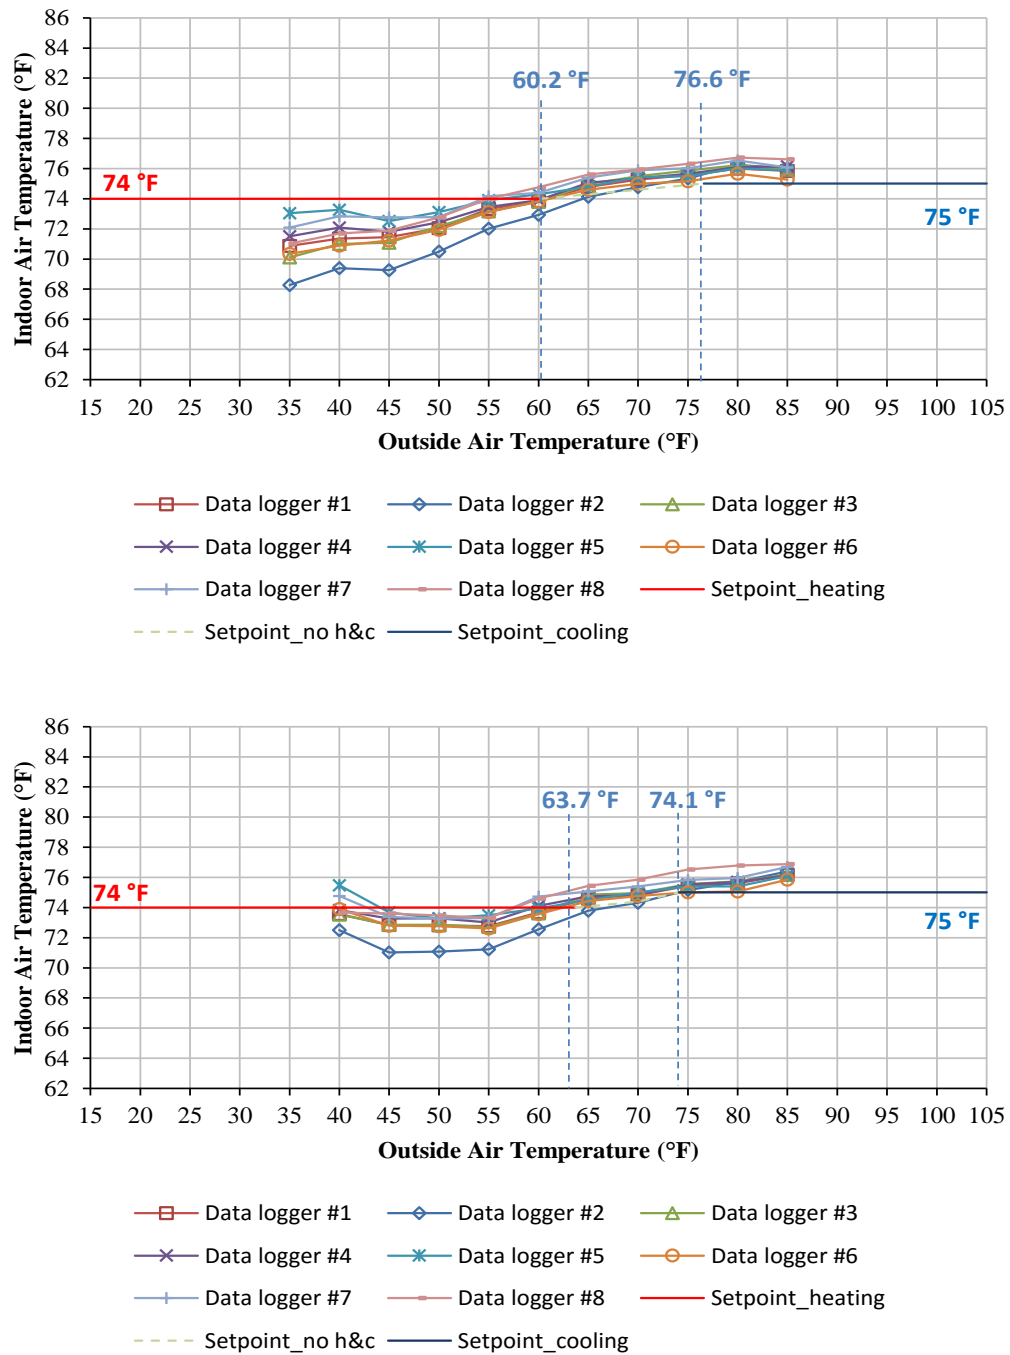 86
84
82
80
78
76
74
72
70
68
66
64
62
Indoor Air Temperature (°F)
60.2 °F
76.6 °F
74 °F
75 °F
15 20 25 30 35 40 45 50 55 60 65 70 75 80 85 90 95 100 105
Outside Air Temperature (°F)
Data logger #1 Data logger #2 Data logger #3
Data logger #4 Data logger #5 Data logger #6
Data logger #7 Data logger #8 Setpoint_heating
Setpoint_no h&c Setpoint_cooling
86
84
82
80
78
76
74
72
70
68
66
64
62
Indoor Air Temperature (°F)
63.7 °F
74.1 °F
74 °F
75 °F
15 20 25 30 35 40 45 50 55 60 65 70 75 80 85 90 95 100 105
Outside Air Temperature (°F)
Data logger #1 Data logger #2 Data logger #3
Data logger #4 Data logger #5 Data logger #6
Data logger #7 Data logger #8 Setpoint_heating
Setpoint_no h&c Setpoint_cooling